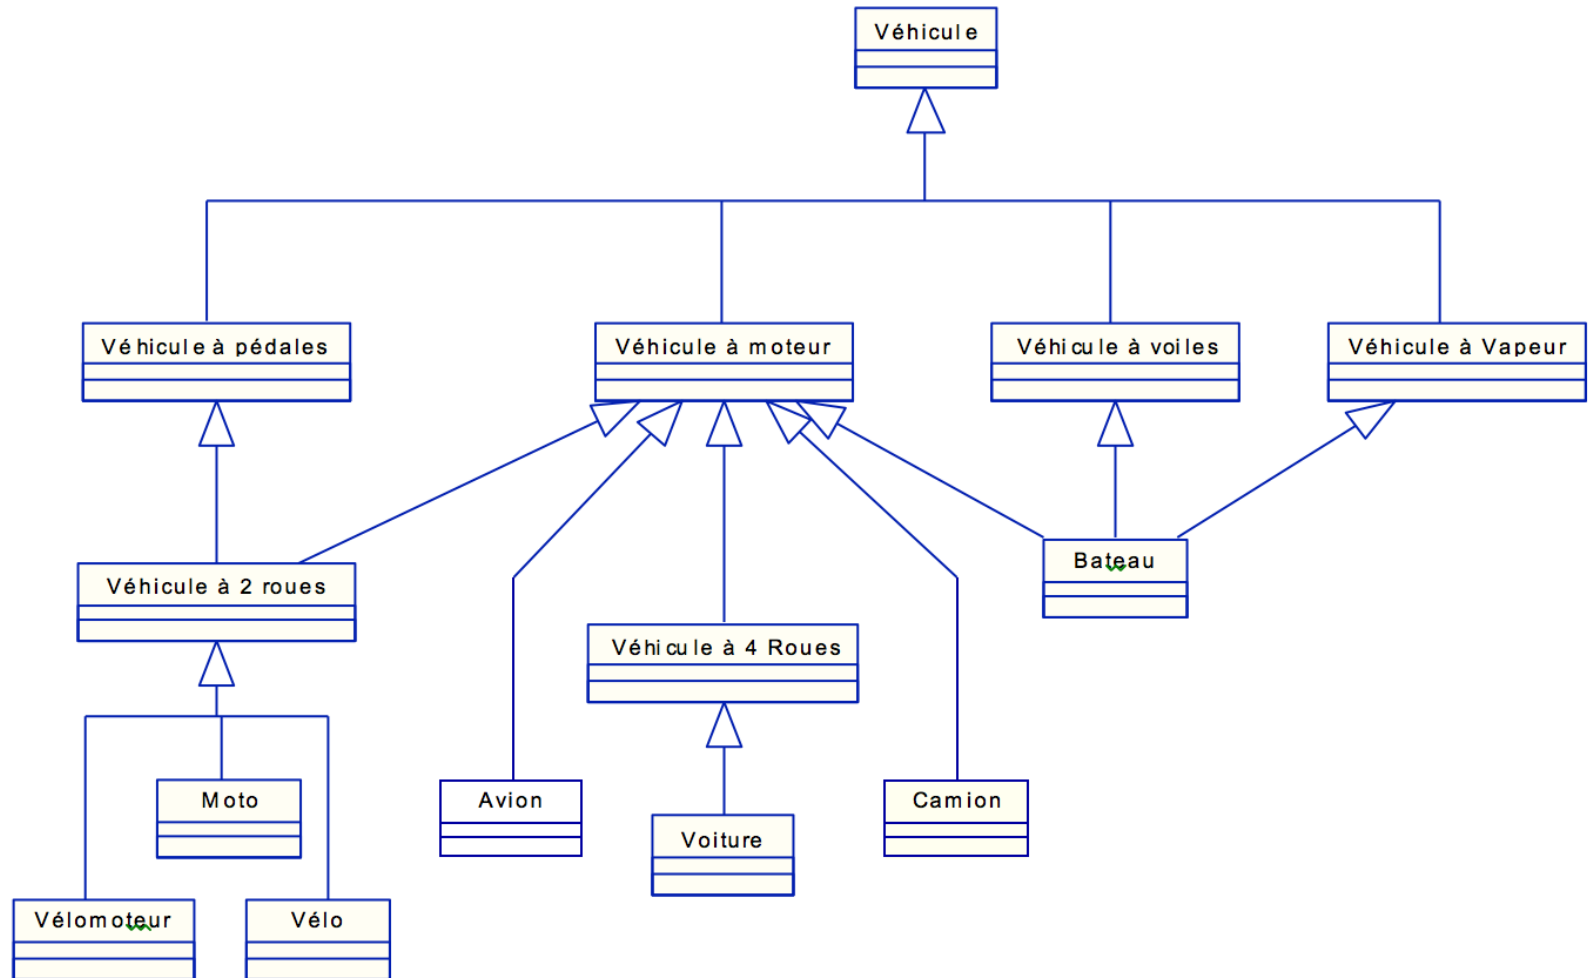 Véhicule
Véhicule à pédales
Véhicule à moteur
Véhicule à voiles
Véhicule à Vapeur
Véhicule à 2 roues
Bateau
Véhicule à 4 Roues
Moto
Avion
Voiture
Camion
Vélomoteur
Vélo